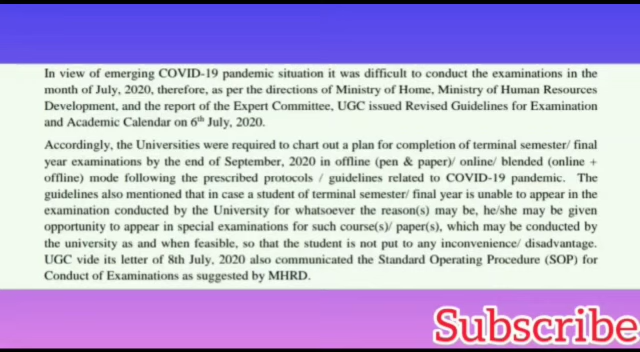 In view of emerging COVID-19 pandemic situation it was difficult to conduct the examinations in the
month of July, 2020, therefore, as per the directions of Ministry of Home, Ministry of Human Resources
Development, and the report of the Expert Committee, UGC issued Revised Guidelines for Examination
and Academic Calendar on 6th July, 2020.
Accordingly, the Universities were required to chart out a plan for completion of terminal semester/ final
year examinations by the end of September, 2020 in offline (pen & paper)/ online/ blended (online +
offline) mode following the prescribed protocols / guidelines related to COVID-19 pandemic. The
guidelines also mentioned that in case a student of terminal semester/ final year is unable to appear in the
examination conducted by the University for whatsoever the reason(s) may be, he/she may be given
opportunity to appear in special examinations for such course(s)/ paper(s), which may be conducted by
the university as and when feasible, so that the student is not put to any inconvenience/ disadvantage.
UGC vide its letter of 8th July, 2020 also communicated the Standard Operating Procedure (SOP) for
Conduct of Examinations as suggested by MHRD.
Subscribe